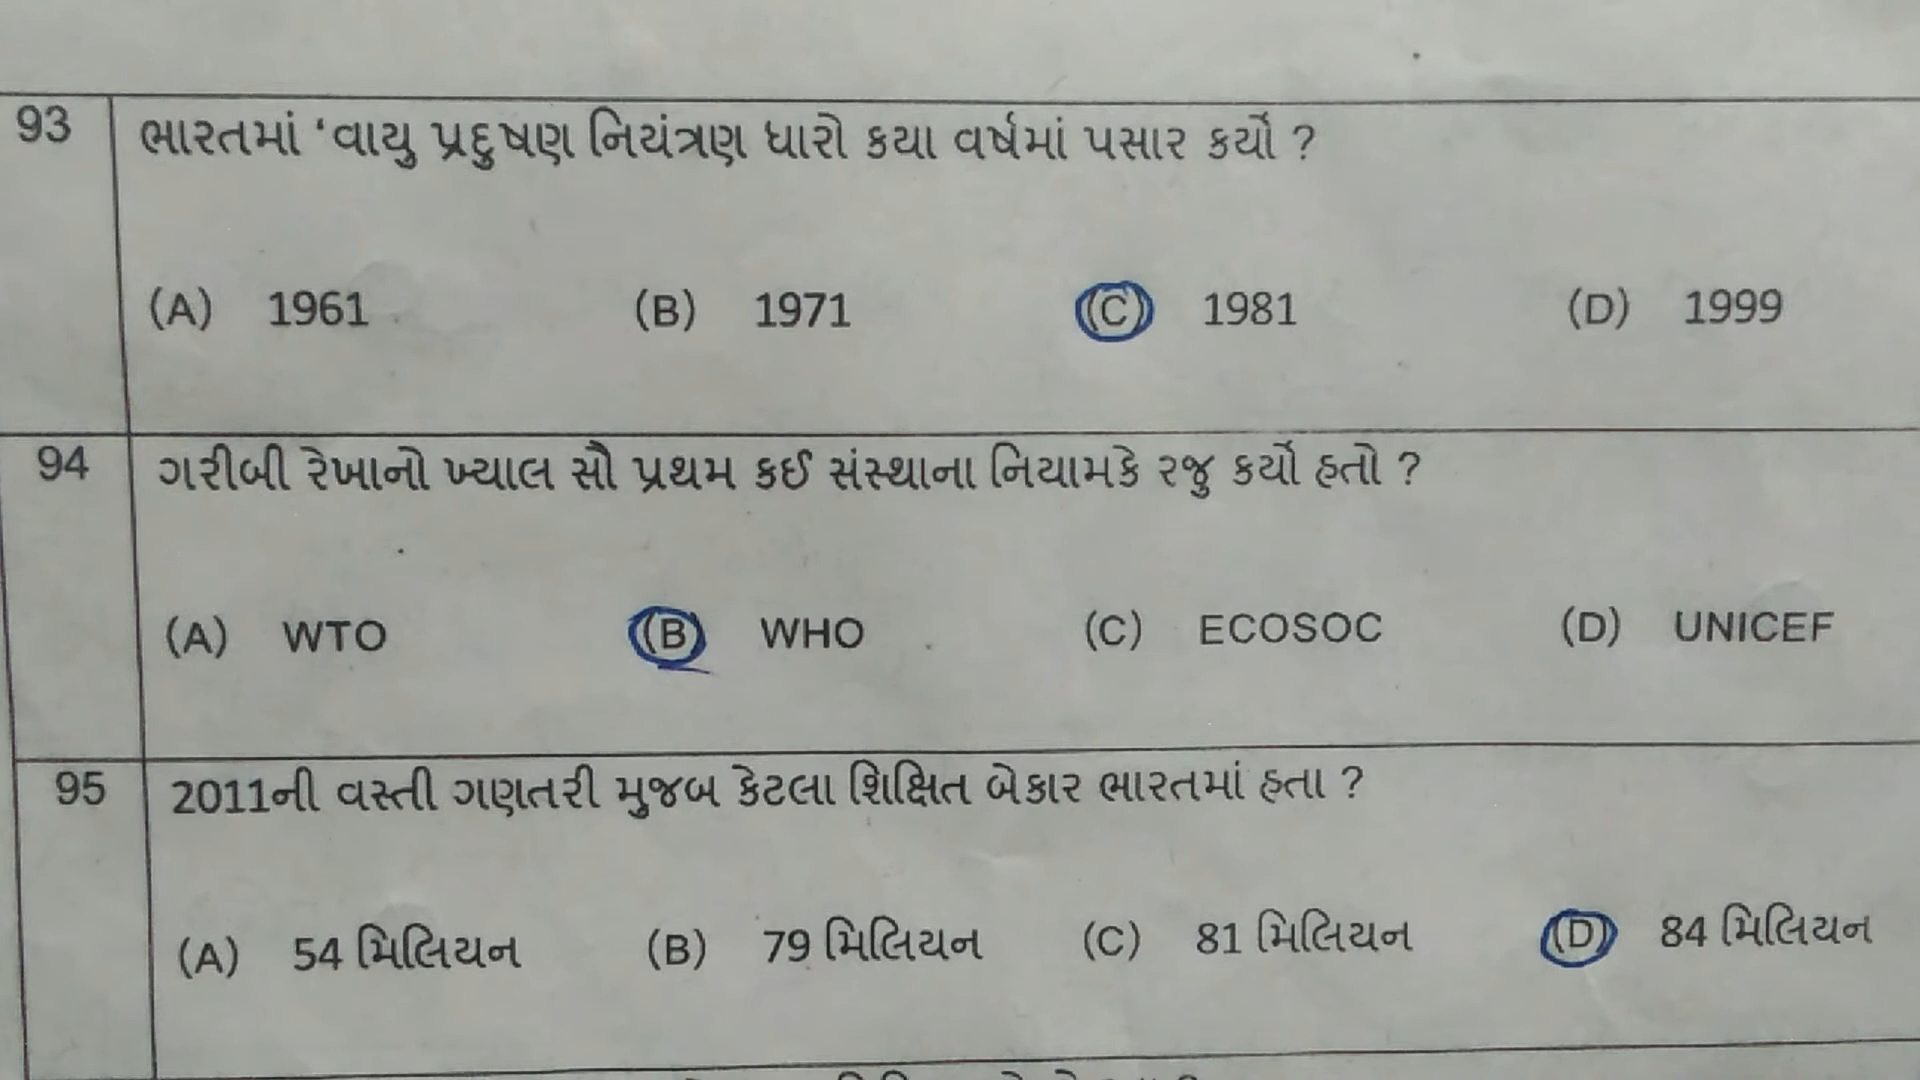 93 ભારતમાં ‘વાયુ પ્રદુષણ નિયંત્રણ ધારો કયા વર્ષમાં પસાર કર્યો ?
(A) 1961 (B) 1971 (C) 1981 (D) 1999
94 ગરીબી રેખાનો ખ્યાલ સૌ પ્રથમ કઈ સંસ્થાના નિયામકે રજુ કર્યો હતો ?
(A) WTO (B) WHO (C) ECOSOC (D) UNICEF
95 2011ની વસ્તી ગણતરી મુજબ કેટલા શિક્ષિત બેકાર ભારતમાં હતા ?
(A) 54 મિલિયન (B) 79 મિલિયન (C) 81 મિલિયન (D) 84 મિલિયન